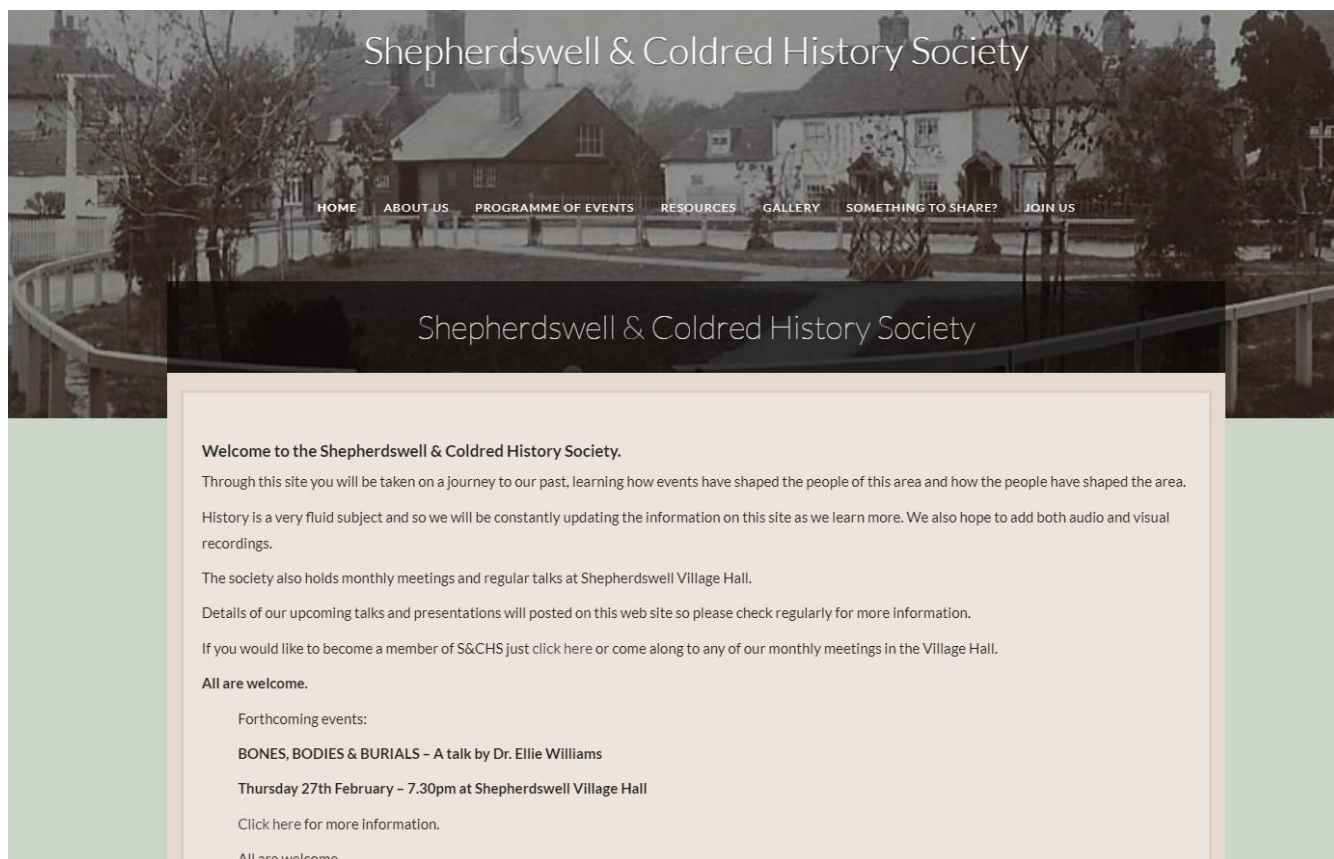 Shepherdswell & Coldred History Society
HOME ABOUT US PROGRAMME OF EVENTS RESOURCES GALLERY SOMETHING TO SHARE? JOIN US
Shepherdswell & Coldred History Society
Welcome to the Shepherdswell & Coldred History Society.
Through this site you will be taken on a journey to our past, learning how events have shaped the people of this area and how the people have shaped the area.
History is a very fluid subject and so we will be constantly updating the information on this site as we learn more. We also hope to add both audio and visual
recordings.
The society also holds monthly meetings and regular talks at Shepherdswell Village Hall.
Details of our upcoming talks and presentations will posted on this web site so please check regularly for more information.
If you would like to become a member of S&CHS just click here or come along to any of our monthly meetings in the Village Hall.
All are welcome.
Forthcoming events:
BONES, BODIES & BURIALS – A talk by Dr. Ellie Williams
Thursday 27th February – 7.30pm at Shepherdswell Village Hall
Click here for more information.
All are welcome